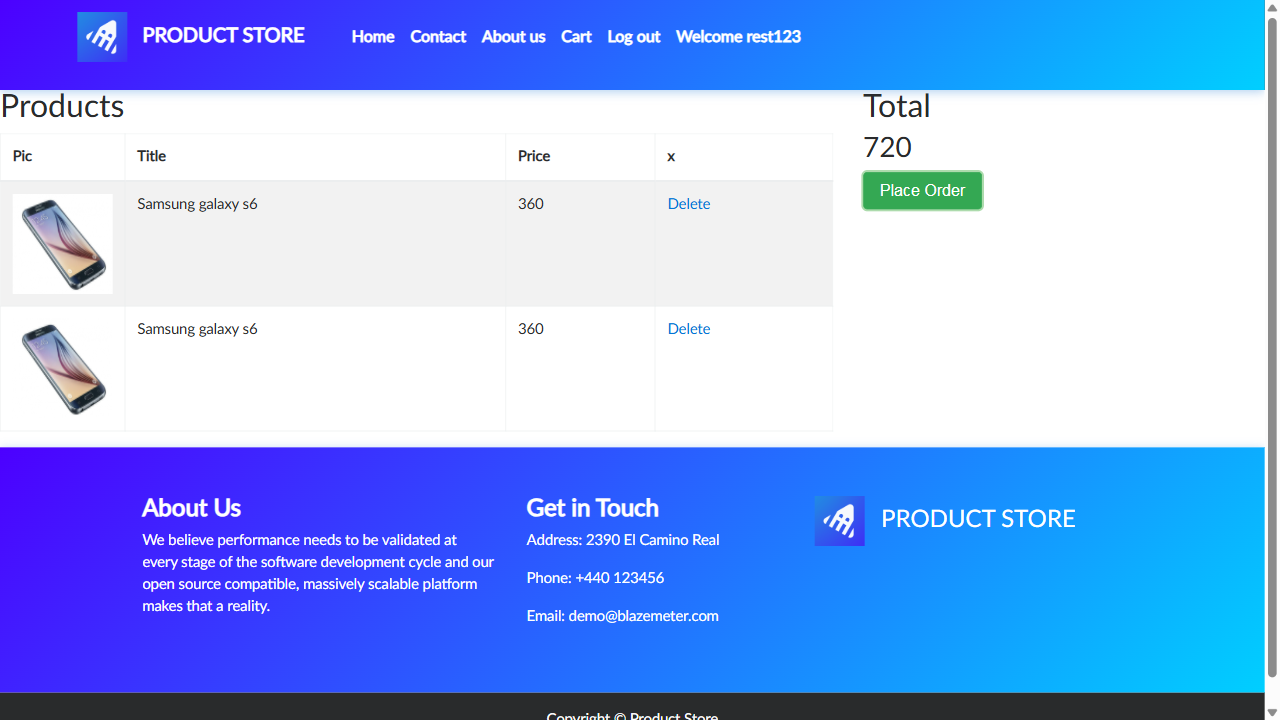 PRODUCT STORE Home Contact About us Cart Log out Welcome rest123
Products
Pic Title Price x
Samsung galaxy s6 360 Delete
Samsung galaxy s6 360 Delete
Total
720
Place Order
About Us
We believe performance needs to be validated at
every stage of the software development cycle and our
open source compatible, massively scalable platform
makes that a reality.
Get in Touch
Address: 2390 El Camino Real
Phone: +440 123456
Email: demo@blazemeter.com
PRODUCT STORE
Copyright © Product Store